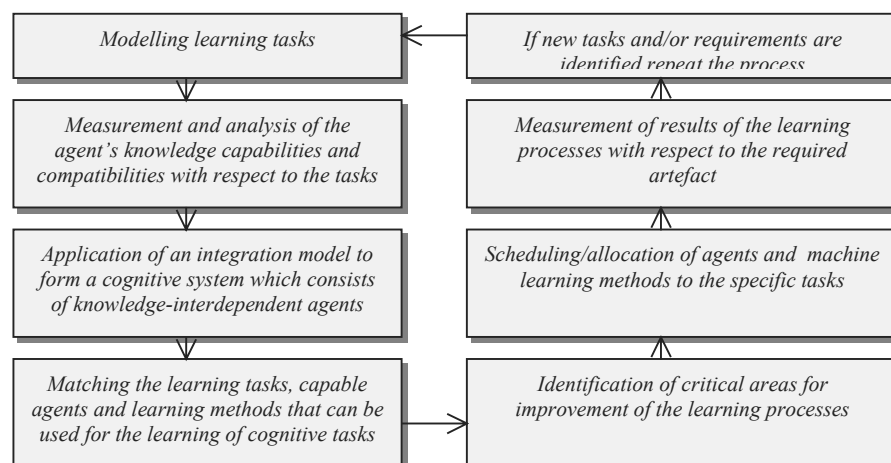 Modelling learning tasks
Measurement and analysis of the
agent's knowledge capabilities and
compatibilities with respect to the tasks
Application of an integration model to
form a cognitive system which consists
of knowledge-interdependent agents
Matching the learning tasks, capable
agents and learning methods that can be
used for the learning of cognitive tasks
Identification of critical areas for
improvement of the learning processes
Scheduling/allocation of agents and machine
learning methods to the specific tasks
Measurement of results of the learning
processes with respect to the required
artefact
If new tasks and/or requirements are
identified repeat the process